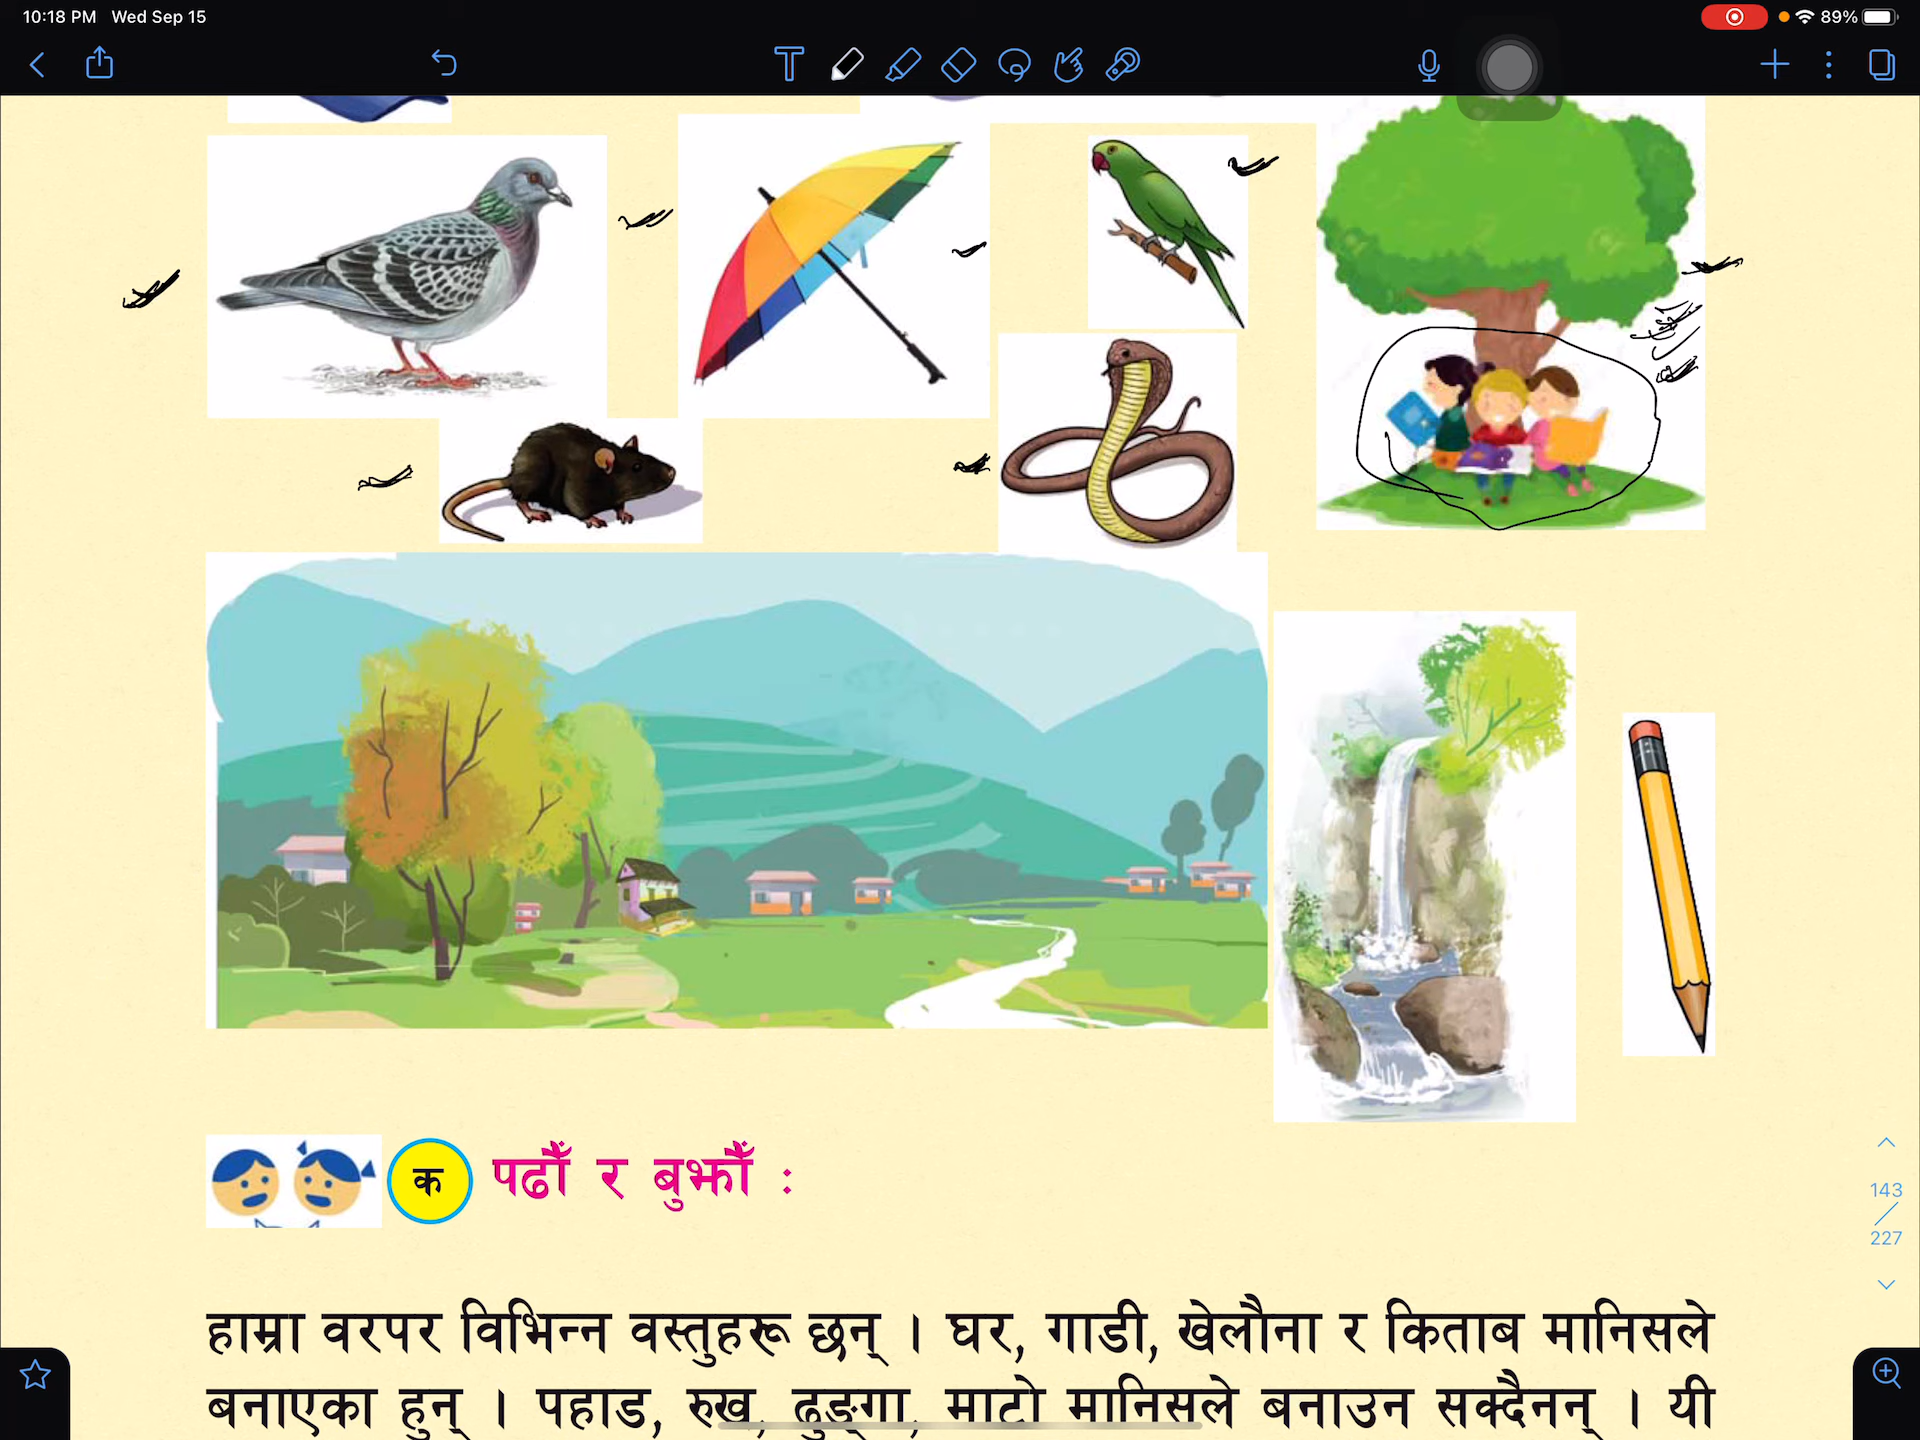 10:18 PM Wed Sep 15
89%
क पढौँ र बुझौँ :
143
227
हाम्रा वरपर विभिन्न वस्तुहरू छन् । घर, गाडी, खेलौना र किताब मानिसले
बनाएका हुन् । पहाड, रुख, ढुङ्गा, माटो मानिसले बनाउन सक्दैनन् । यी